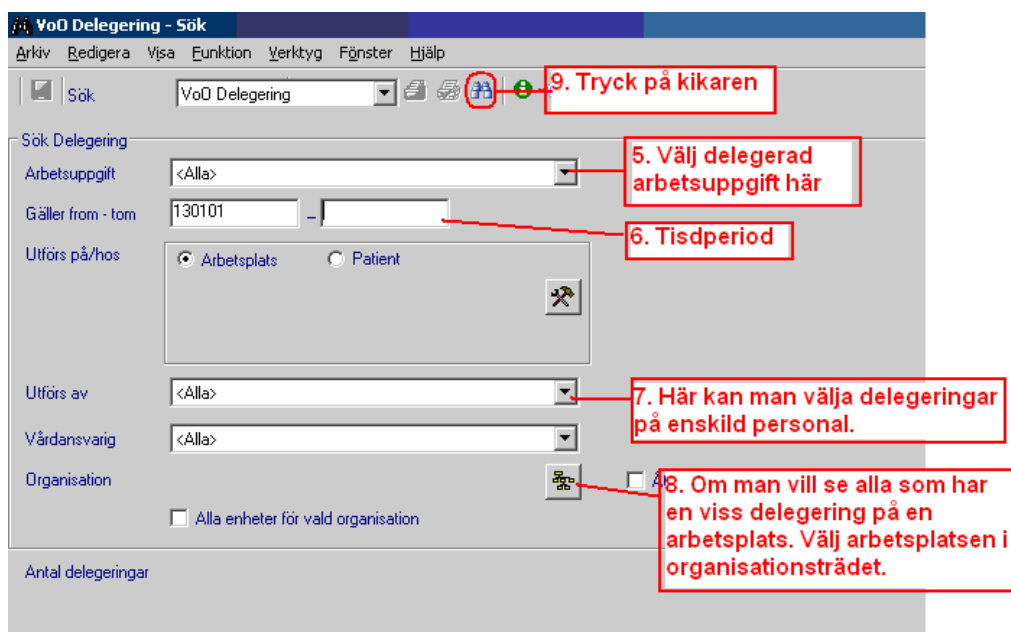 VoO Delegering - Sök
Arkiv Redigera Visa Funktion Verktyg Fönster Hjälp
Sök VoO Delegering
9. Tryck på kikaren
Sök Delegering
Arbetsuppgift <Alla>
5. Välj delegerad
arbetsuppgift här
Gäller from - tom 130101 -
6. Tisdperiod
Utförs på/hos Arbetsplats Patient
Utförs av <Alla>
7. Här kan man välja delegeringar
på enskild personal.
Vårdansvarig <Alla>
Organisation
8. Om man vill se alla som har
en viss delegering på en
arbetsplats. Välj arbetsplatsen i
organisationsträdet.
Alla enheter för vald organisation
Antal delegeringar